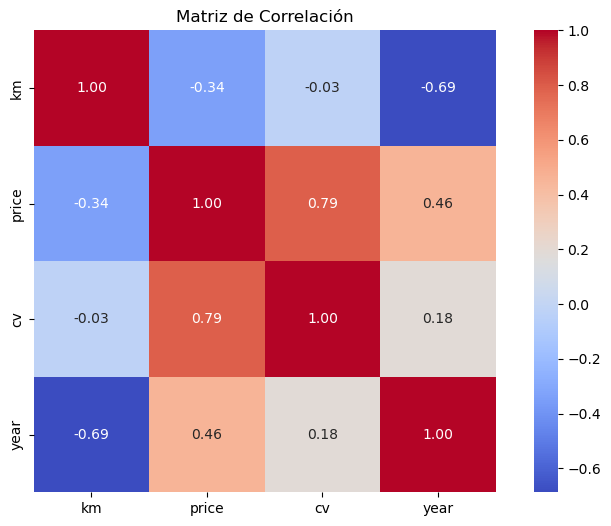 Matriz de Correlación
km 1.00 -0.34 -0.03 -0.69
price -0.34 1.00 0.79 0.46
cv -0.03 0.79 1.00 0.18
year -0.69 0.46 0.18 1.00
km price cv year
1.0
0.8
0.6
0.4
0.2
0.0
−0.2
−0.4
−0.6